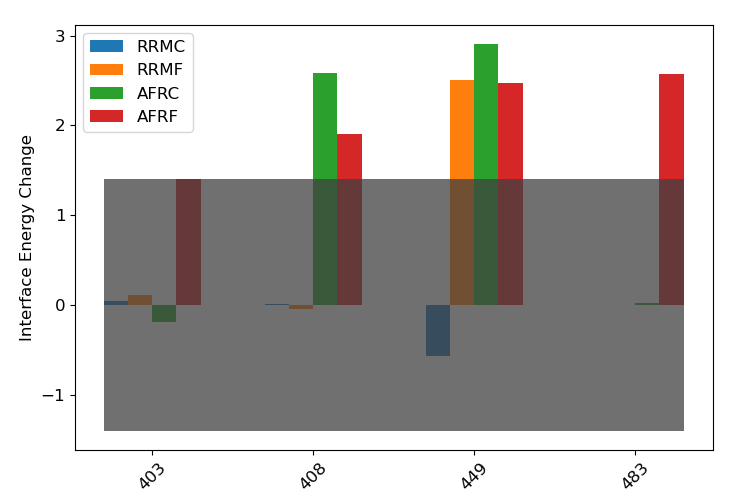 RRMC
RRMF
AFRC
AFRF
Interface Energy Change
3
2
1
0
−1
403
408
449
483